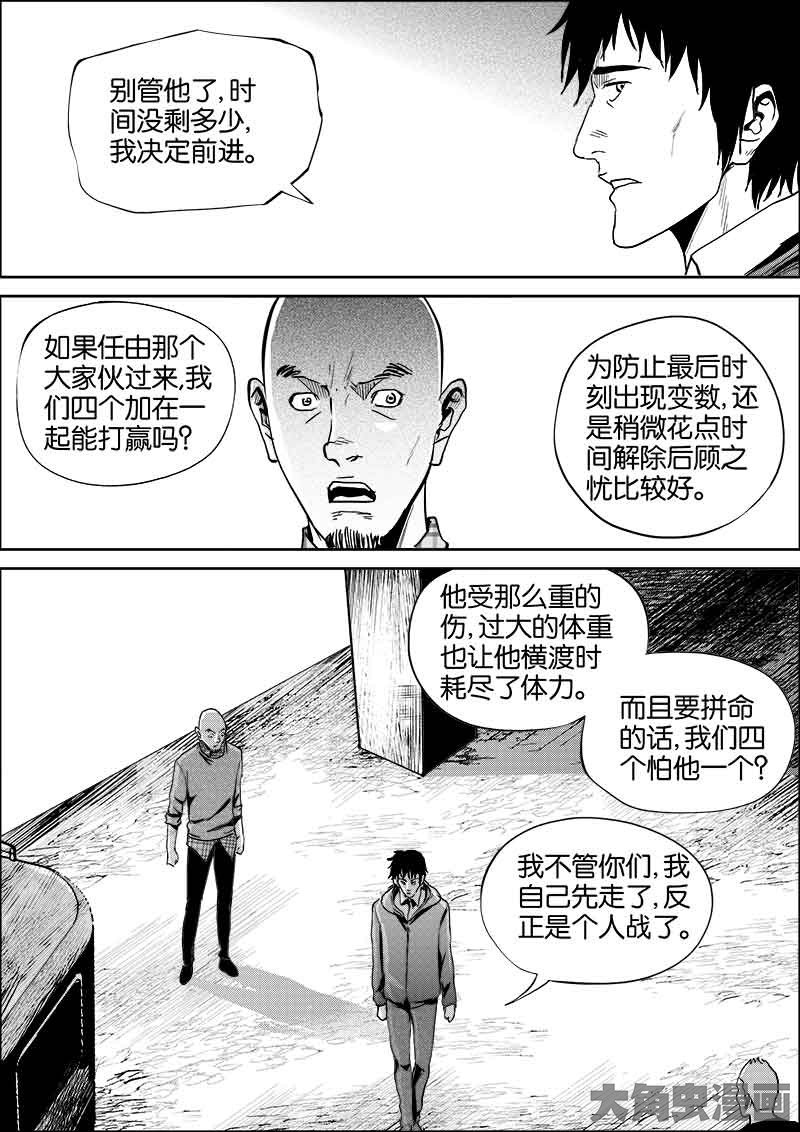 别管他了,时
间没剩多少,
我决定前进。
如果任由那个
大家伙过来,我
们四个加在一
起能打赢吗?
为防止最后时
刻出现变数,还
是稍微花点时
间解除后顾之
忧比较好。
他受那么重的
伤,过大的体重
也让他横渡时
耗尽了体力。
而且要拼命
的话,我们四
个怕他一个?
我不管你们,我
自己先走了,反
正是个人战了。
大角虫漫画